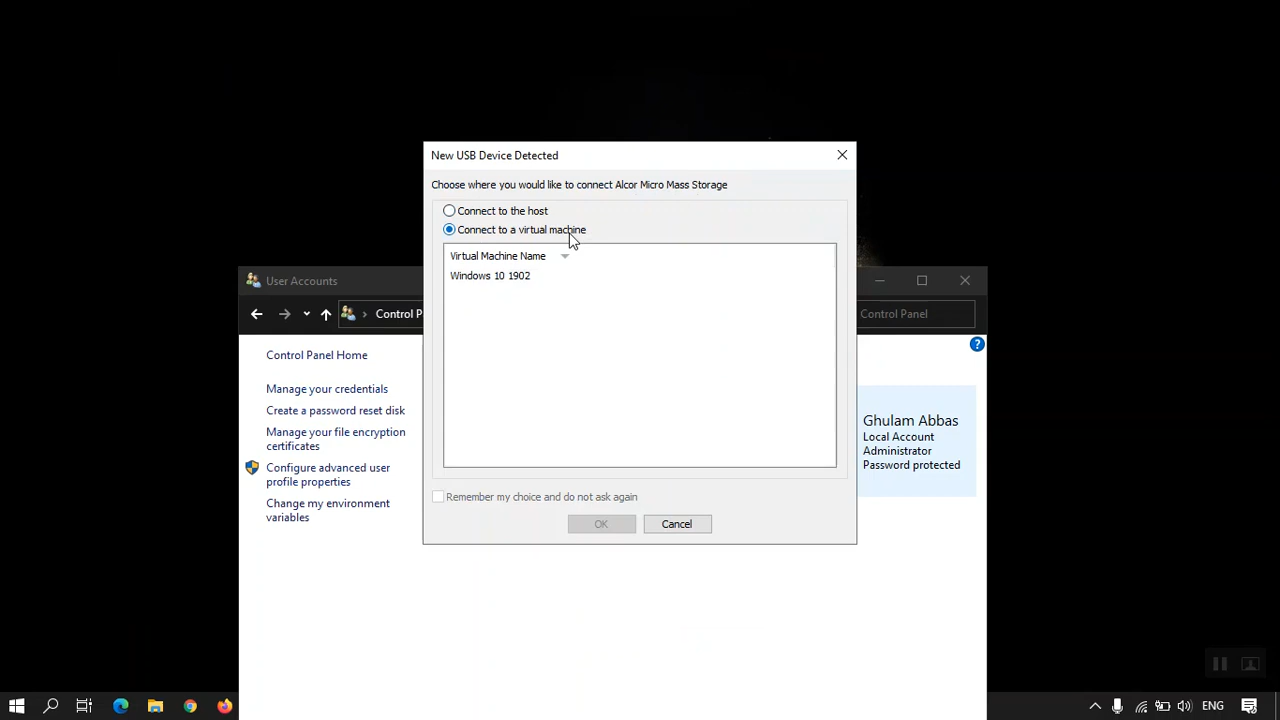 New USB Device Detected
Choose where you would like to connect Alcor Micro Mass Storage
Connect to the host
Connect to a virtual machine
Virtual Machine Name
Windows 10 1902
Remember my choice and do not ask again
OK
Cancel
User Accounts
Control P
Control Panel
Control Panel Home
Manage your credentials
Create a password reset disk
Manage your file encryption
certificates
Configure advanced user
profile properties
Change my environment
variables
Ghulam Abbas
Local Account
Administrator
Password protected
ENG